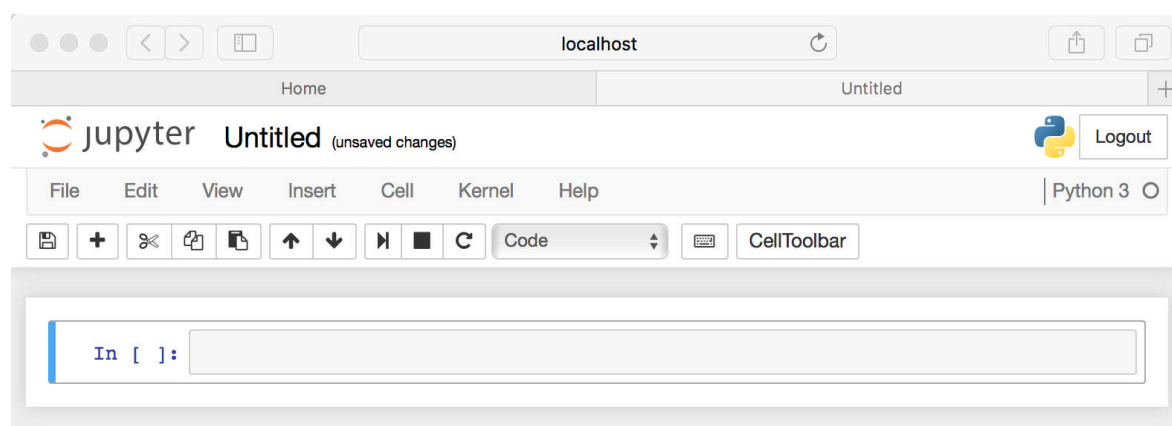 localhost
Home Untitled
jupyter Untitled (unsaved changes) Logout
File Edit View Insert Cell Kernel Help Python 3
Code CellToolbar
In [ ]: